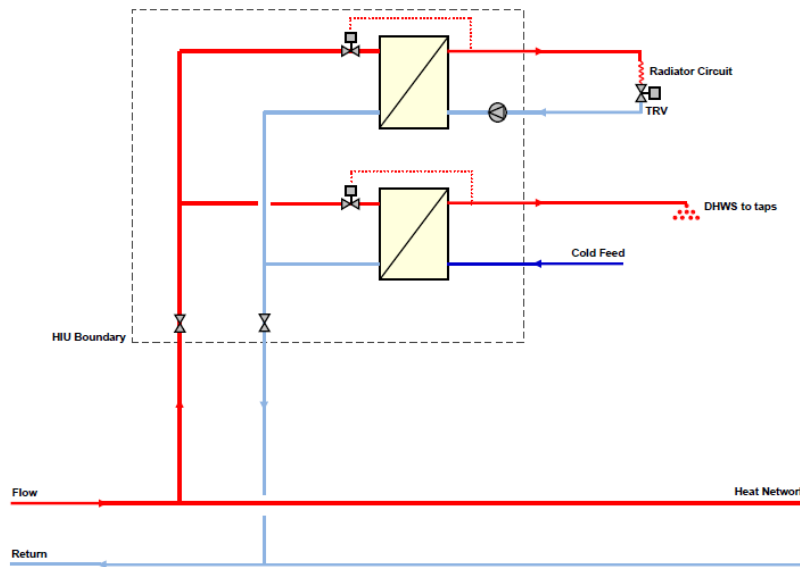 Radiator Circuit
TRV
DHWS to taps
Cold Feed
HIU Boundary
Flow
Heat Network
Return